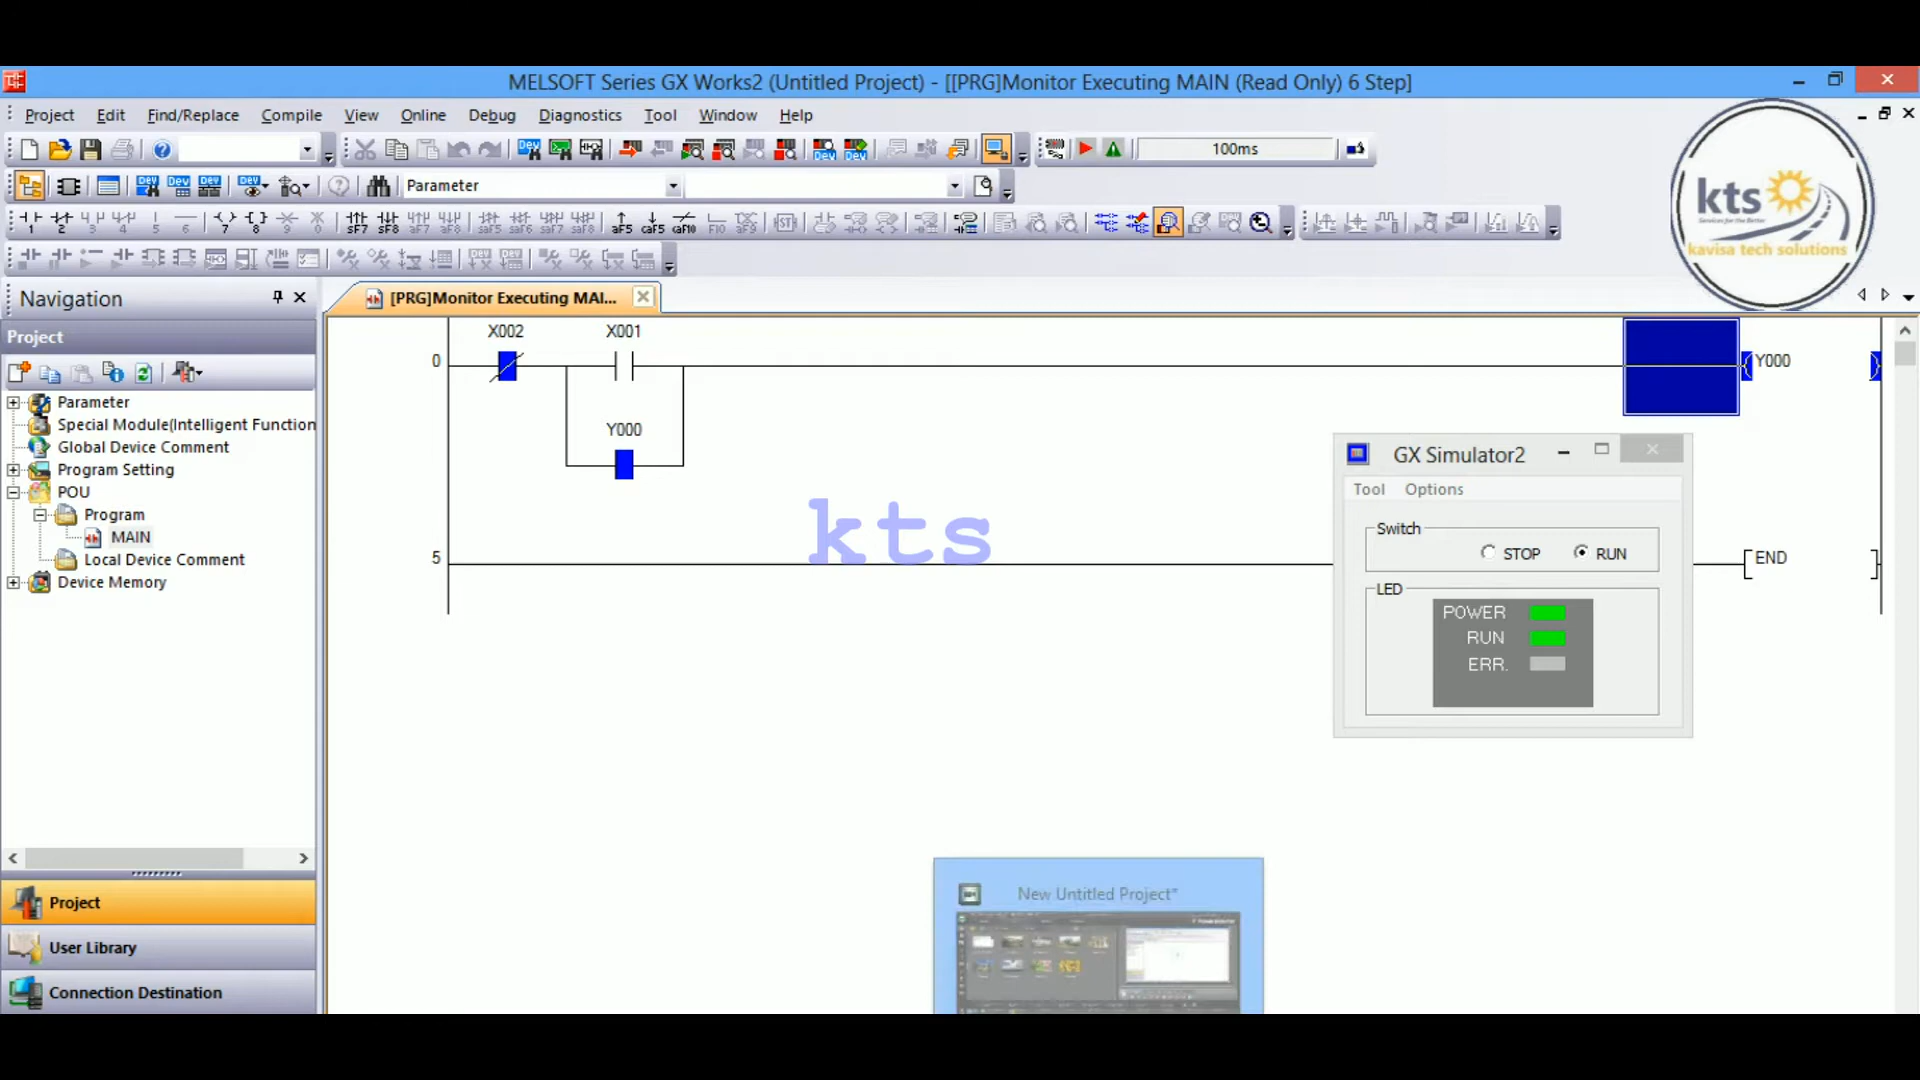 MELSOFT Series GX Works2 (Untitled Project) - [[PRG]Monitor Executing MAIN (Read Only) 6 Step]
Project Edit Find/Replace Compile View Online Debug Diagnostics Tool Window Help
100ms
Parameter
kts
Services for the Better
kavisa tech solutions
Navigation
[PRG]Monitor Executing MAI...
Project
Parameter
Special Module(Intelligent Function
Global Device Comment
Program Setting
POU
Program
MAIN
Local Device Comment
Device Memory
Project
User Library
Connection Destination
X002 X001
0
Y000
Y000
kts
5
END
GX Simulator2
Tool Options
Switch
STOP RUN
LED
POWER
RUN
ERR.
New Untitled Project*